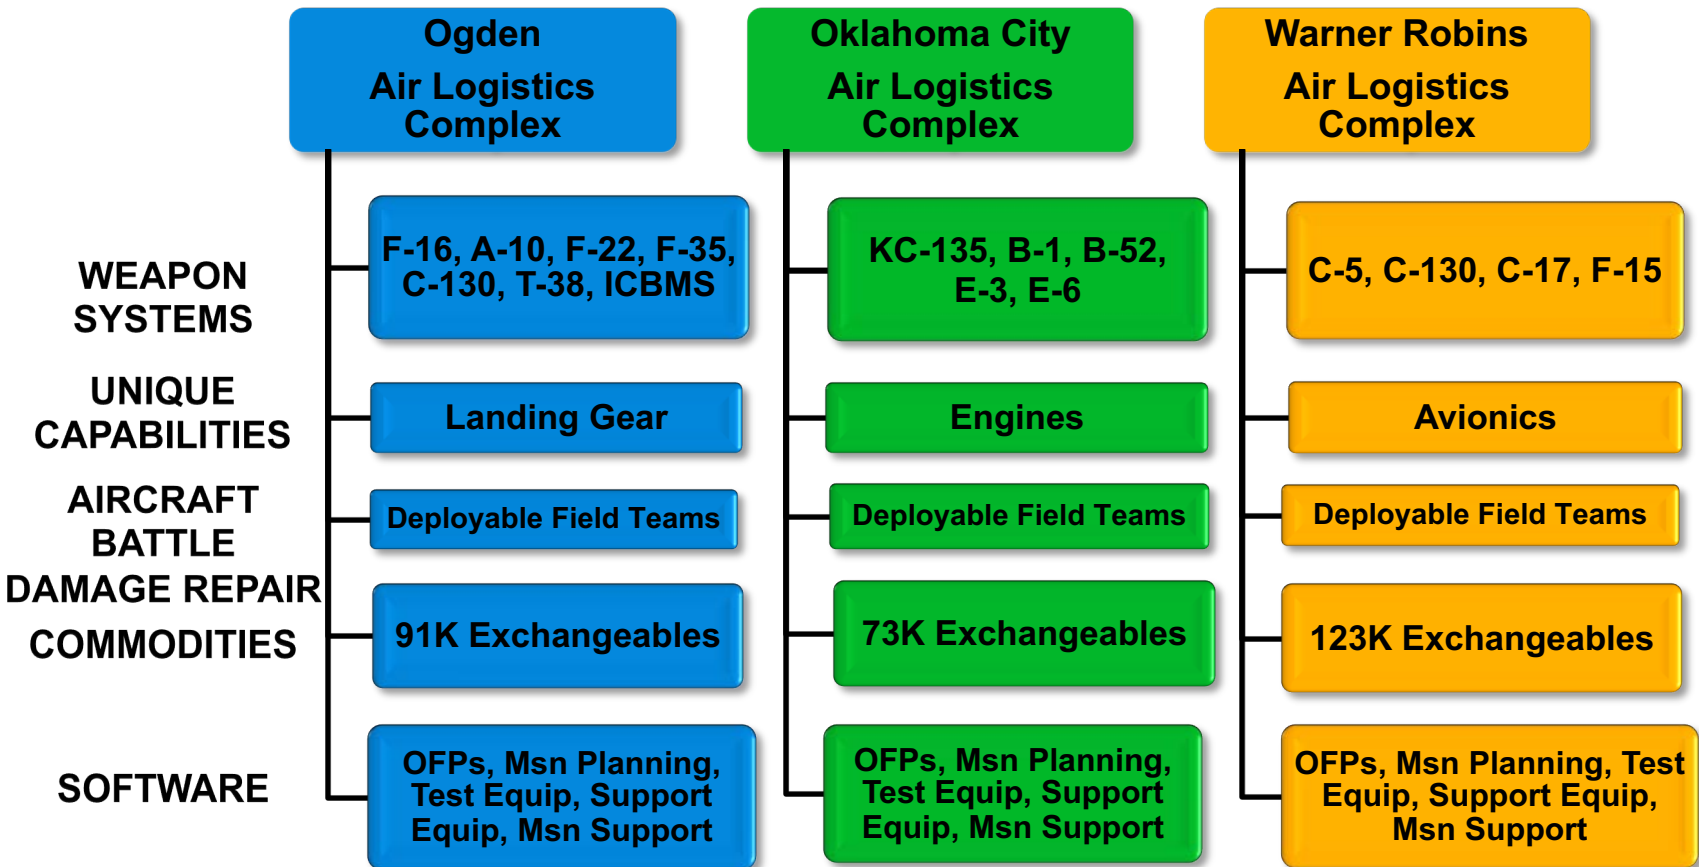 Ogden
Air Logistics
Complex
Oklahoma City
Air Logistics
Complex
Warner Robins
Air Logistics
Complex
WEAPON
SYSTEMS
F-16, A-10, F-22, F-35,
C-130, T-38, ICBMS
KC-135, B-1, B-52,
E-3, E-6
C-5, C-130, C-17, F-15
UNIQUE
CAPABILITIES
Landing Gear
Engines
Avionics
AIRCRAFT
BATTLE
DAMAGE REPAIR
Deployable Field Teams
Deployable Field Teams
Deployable Field Teams
COMMODITIES
91K Exchangeables
73K Exchangeables
123K Exchangeables
SOFTWARE
OFPs, Msn Planning,
Test Equip, Support
Equip, Msn Support
OFPs, Msn Planning,
Test Equip, Support
Equip, Msn Support
OFPs, Msn Planning, Test
Equip, Support Equip,
Msn Support